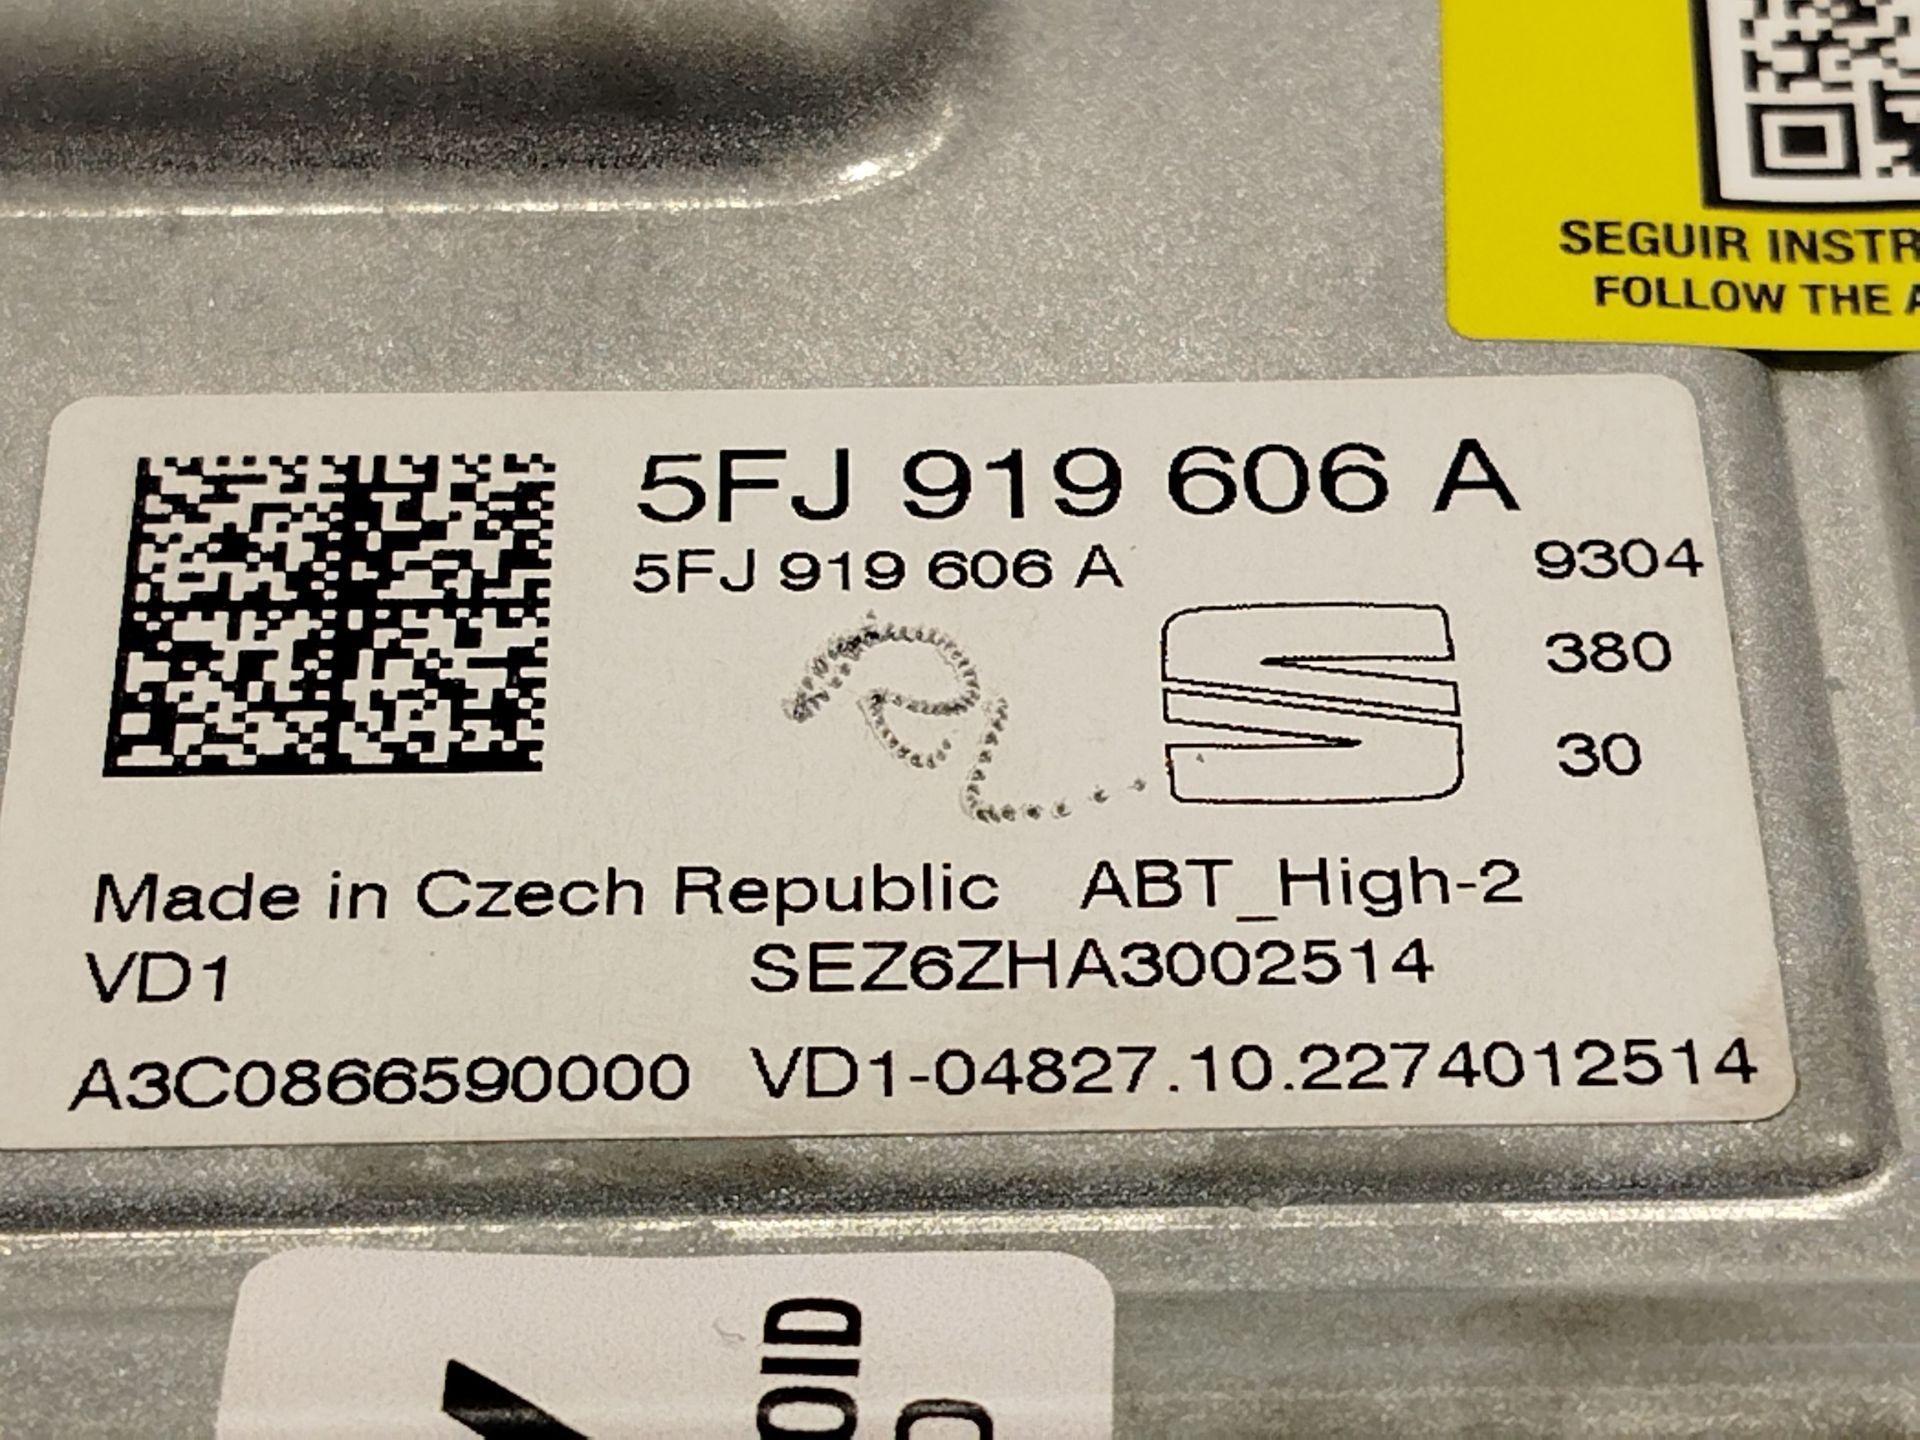 SEGUIR INSTR
FOLLOW THE A
5FJ 919 606 A
5FJ 919 606 A
9304
380
30
Made in Czech Republic ABT_High-2
VD1 SEZ6ZHA3002514
A3C0866590000 VD1-04827.10.2274012514
OID